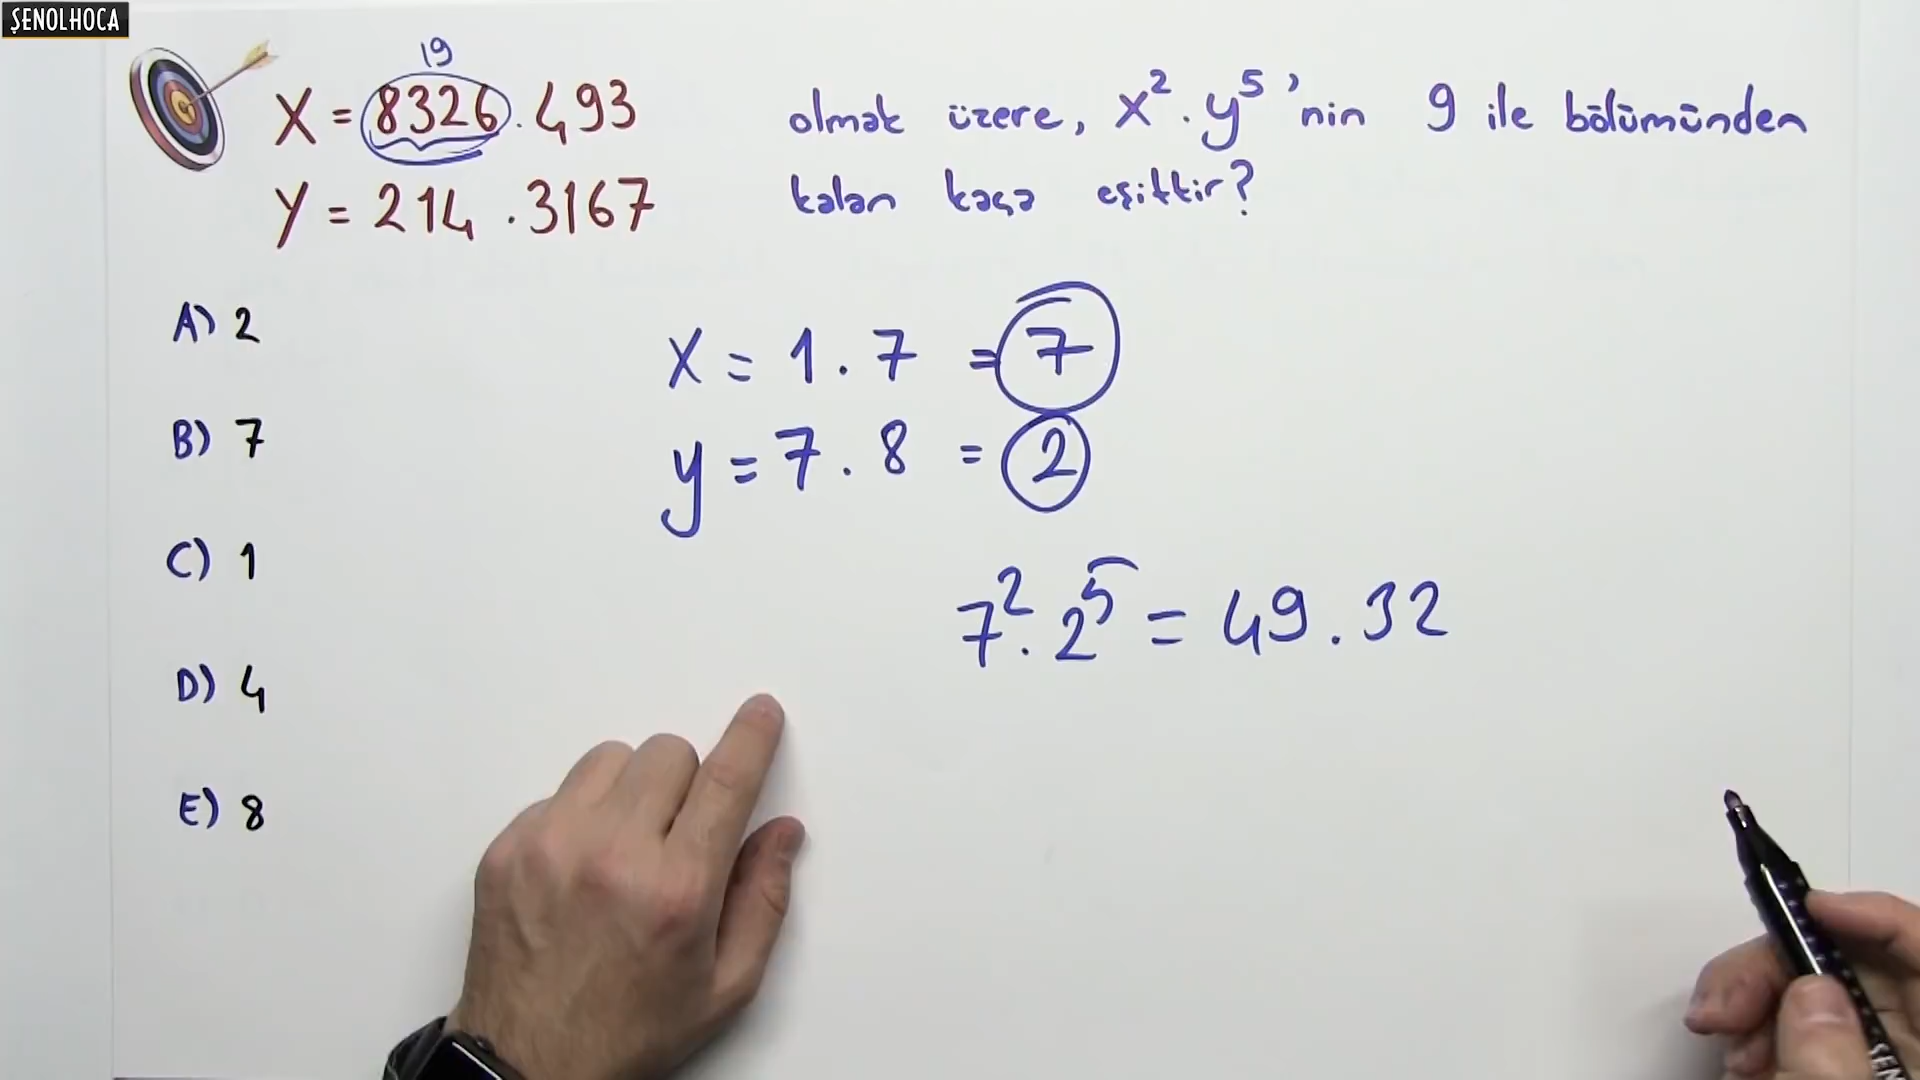 ŞENOLHOCA
19
X = 8326 . 493
Y = 214 . 3167
olmak üzere, x² . y⁵ 'nin 9 ile bölümünden
kalan kaça eşittir?
A) 2
B) 7
C) 1
D) 4
E) 8
x = 1 . 7 = 7
y = 7 . 8 = 2
7² . 2⁵ = 49 . 32